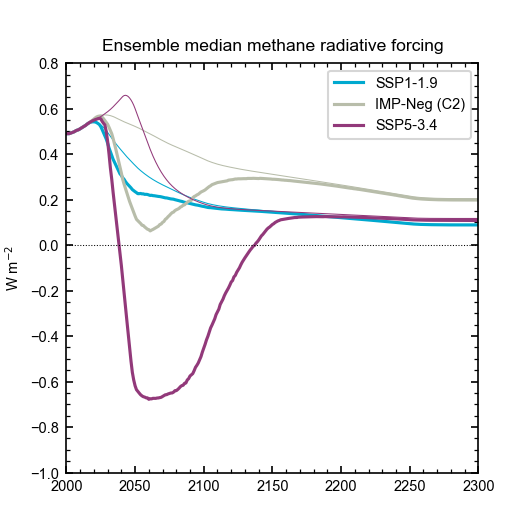 Ensemble median methane radiative forcing
SSP1-1.9
IMP-Neg (C2)
SSP5-3.4
W m⁻²
0.8
0.6
0.4
0.2
0.0
−0.2
−0.4
−0.6
−0.8
−1.0
2000 2050 2100 2150 2200 2250 2300